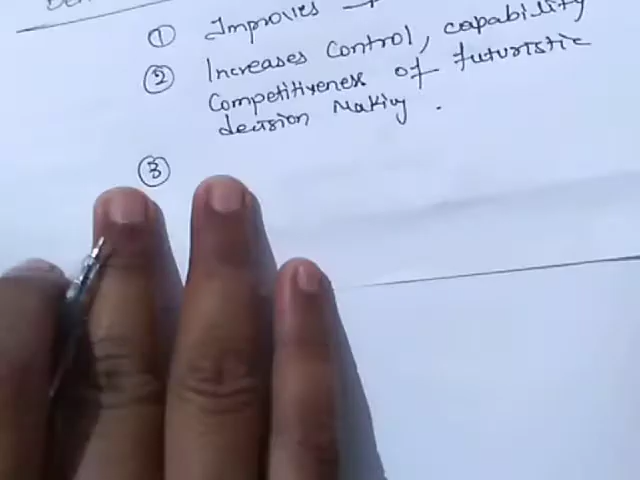 ① Improves
② Increases Control, capability
Competitiveness of futuristic
decision Making .
③